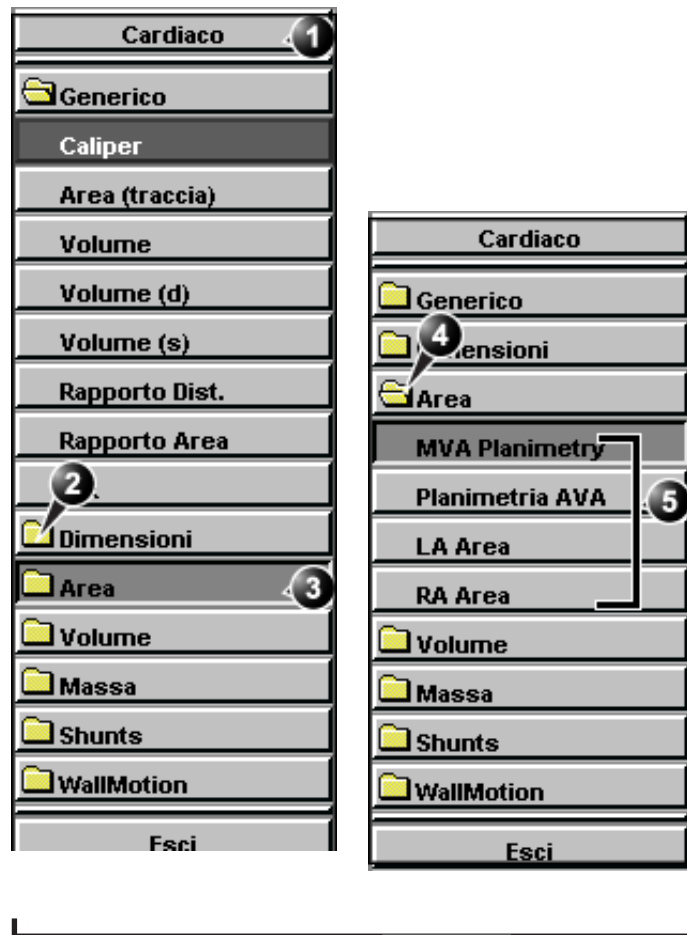 Cardiaco
1
Generico
Caliper
Area (traccia)
Volume
Volume (d)
Volume (s)
Rapporto Dist.
Rapporto Area
2
Dimensioni
Area
3
Volume
Massa
Shunts
WallMotion
Esci
Cardiaco
Generico
4
Area
MVA Planimetry
Planimetria AVA
5
LA Area
RA Area
Volume
Massa
Shunts
WallMotion
Esci